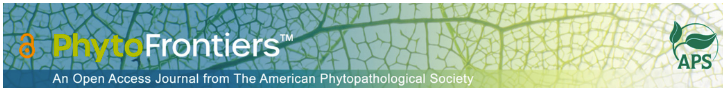 PhytoFrontiers™
APS
An Open Access Journal from The American Phytopathological Society